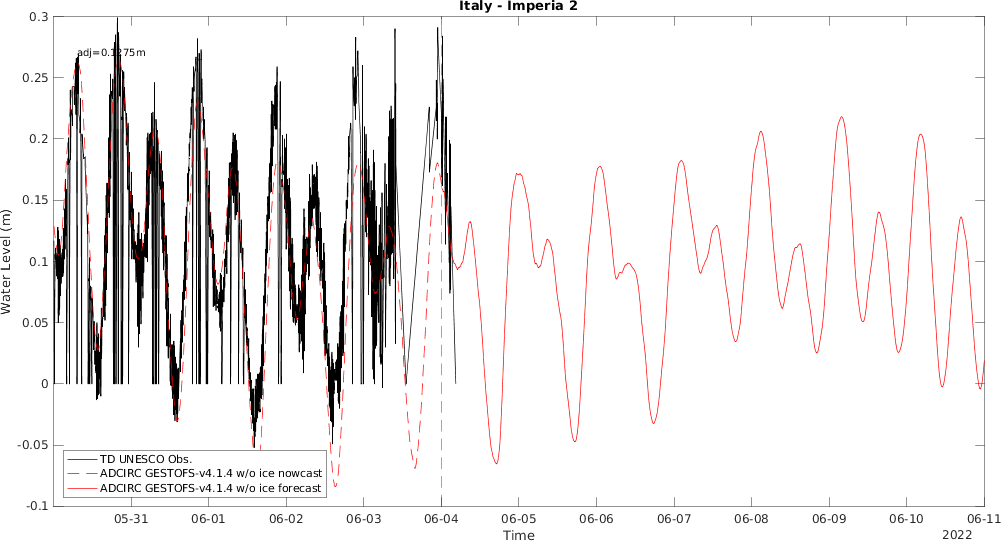 Italy - Imperia 2
0.3
0.25
0.2
0.15
0.1
0.05
0
-0.05
-0.1
Water Level (m)
adj=0.1275m
TD UNESCO Obs.
ADCIRC GESTOFS-v4.1.4 w/o ice nowcast
ADCIRC GESTOFS-v4.1.4 w/o ice forecast
05-31 06-01 06-02 06-03 06-04 06-05 06-06 06-07 06-08 06-09 06-10 06-11
Time
2022